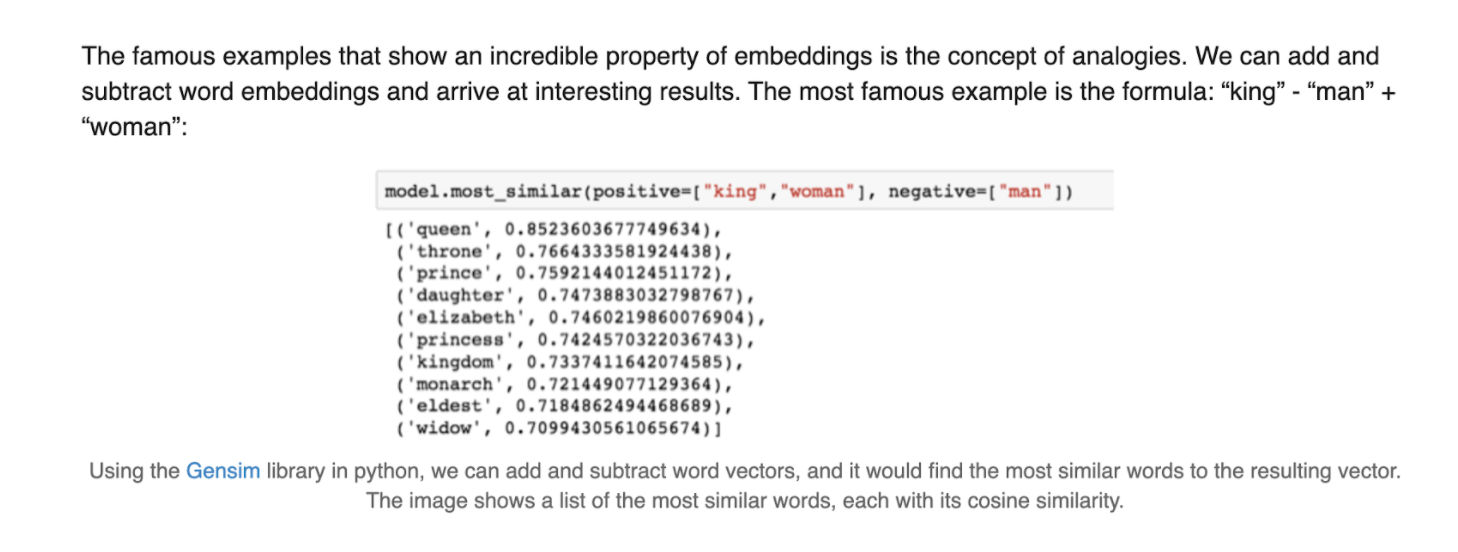 The famous examples that show an incredible property of embeddings is the concept of analogies. We can add and
subtract word embeddings and arrive at interesting results. The most famous example is the formula: “king” - “man” +
“woman”:
model.most_similar(positive=["king","woman"], negative=["man"])
[('queen', 0.8523603677749634),
('throne', 0.7664333581924438),
('prince', 0.7592144012451172),
('daughter', 0.7473883032798767),
('elizabeth', 0.7460219860076904),
('princess', 0.7424570322036743),
('kingdom', 0.7337411642074585),
('monarch', 0.721449077129364),
('eldest', 0.7184862494468689),
('widow', 0.7099430561065674)]
Using the Gensim library in python, we can add and subtract word vectors, and it would find the most similar words to the resulting vector.
The image shows a list of the most similar words, each with its cosine similarity.